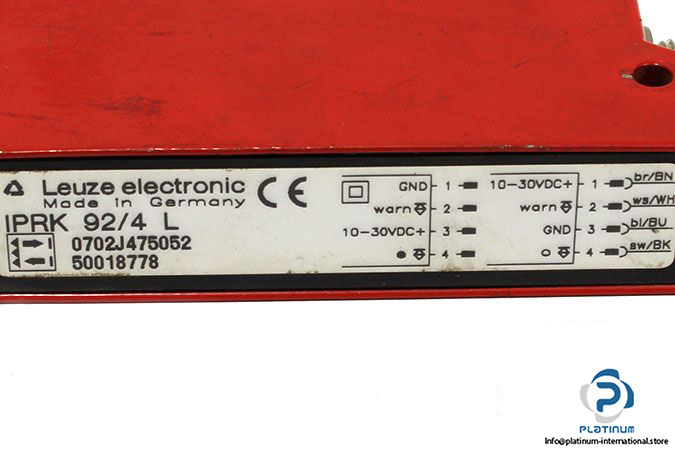 Leuze electronic
Made in Germany
CE
IPRK 92/4 L
0702J475052
50018778
GND 1
warn 2
10-30VDC+ 3
4
10-30VDC+ 1 br/BN
warn 2 ws/WH
GND 3 bl/BU
4 sw/BK
PLATINUM
Info@platinum-international.store